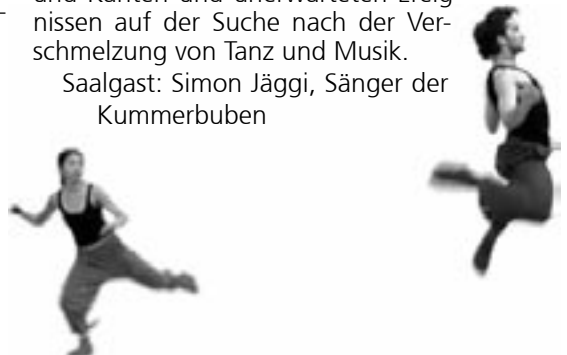 und Kanten und unerwarteten Ereig
nissen auf der Suche nach der Ver-
schmelzung von Tanz und Musik.
Saalgast: Simon Jäggi, Sänger der
Kummerbuben